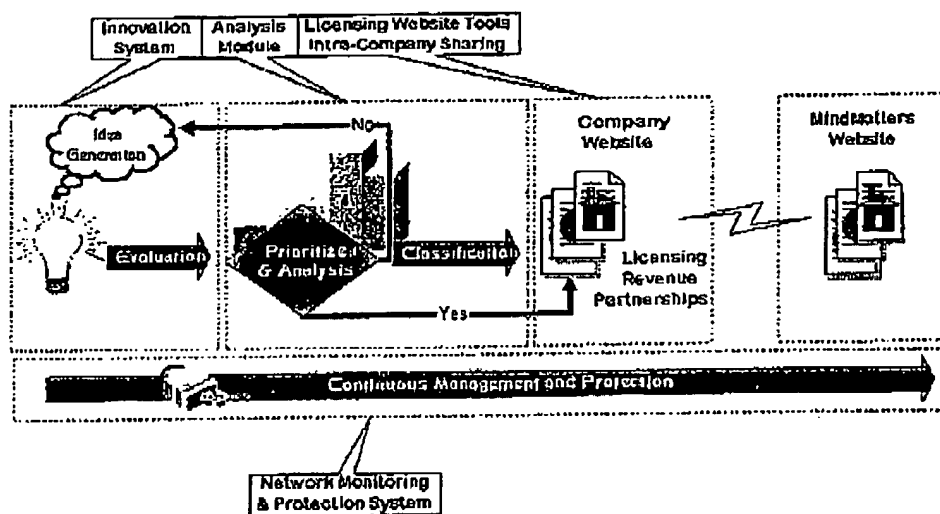 Innovation
System
Analysis
Module
Licensing Website Tools
Intra-Company Sharing
Idea
Generation
No
Company
Website
MindMatters
Website
Evaluation
Prioritized
& Analysis
Classification
Licensing
Revenue
Partnerships
Yes
Continuous Management and Protection
Network Monitoring
& Protection System